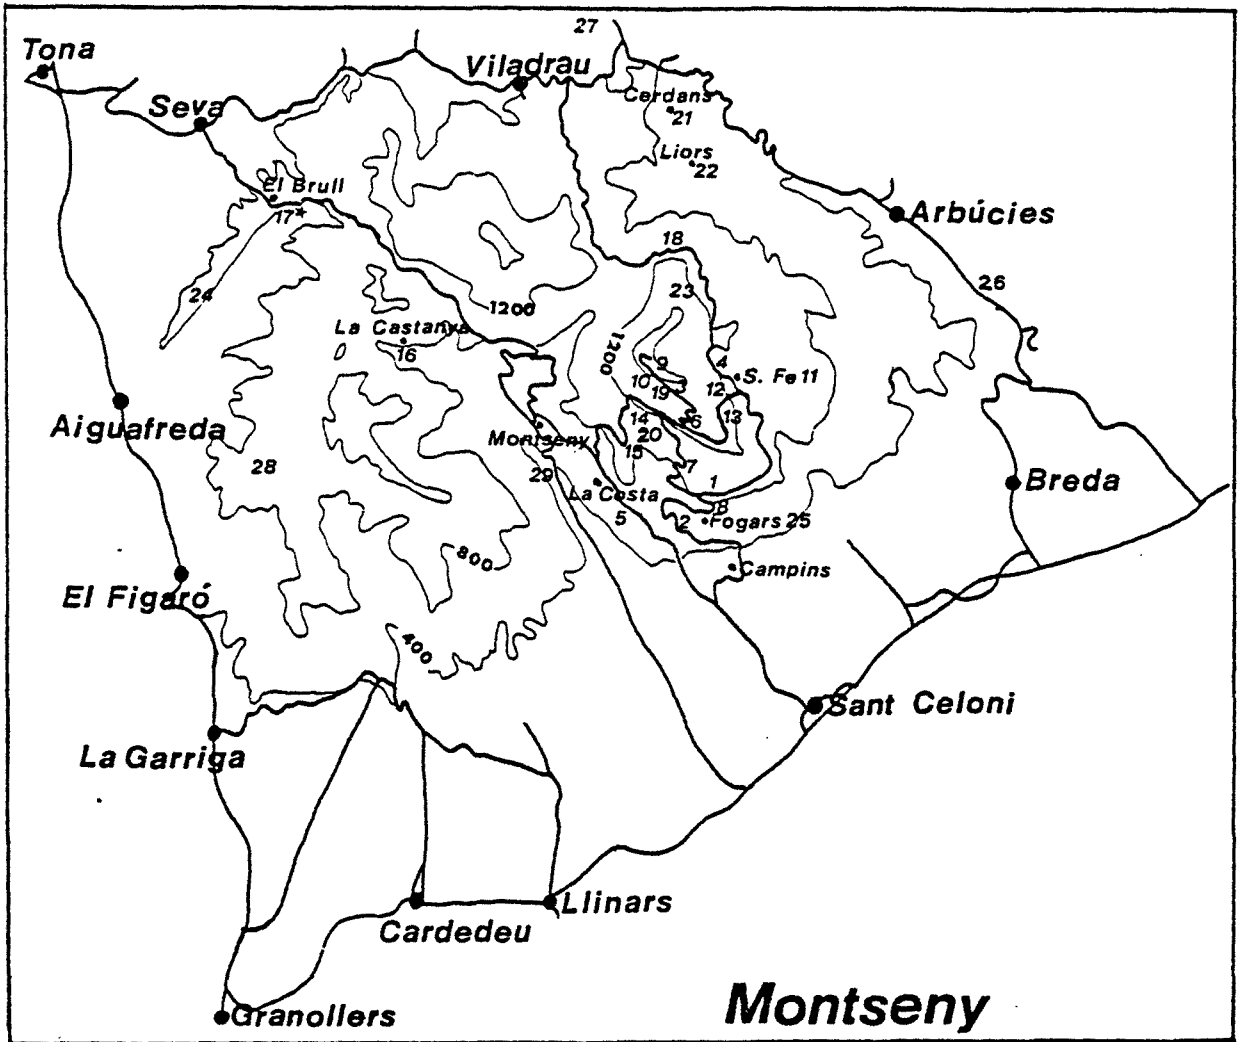 27
Tona
Viladrau
Cerdans
21
Seva
Liors
22
El Brull
17*
Arbúcies
18
26
24
23
1200
La Castanya
16
1200
9
4
S. Fe 11
10
19
12
Aiguafreda
14
6
13
Montseny
20
15
28
29
7
1
Breda
La Costa
8
5
2
Fogars 25
800
Campins
El Figaró
400
Sant Celoni
La Garriga
Llinars
Cardedeu
Montseny
Granollers